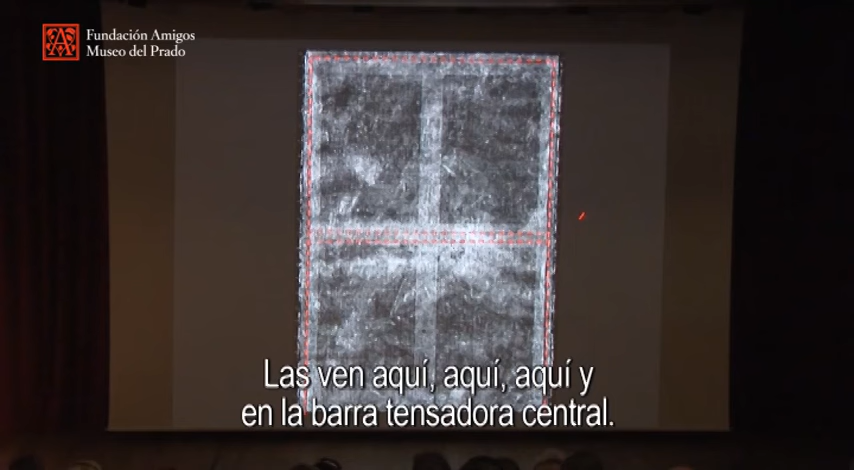 Fundación Amigos
Museo del Prado
Las ven aquí, aquí, aquí y
en la barra tensadora central.